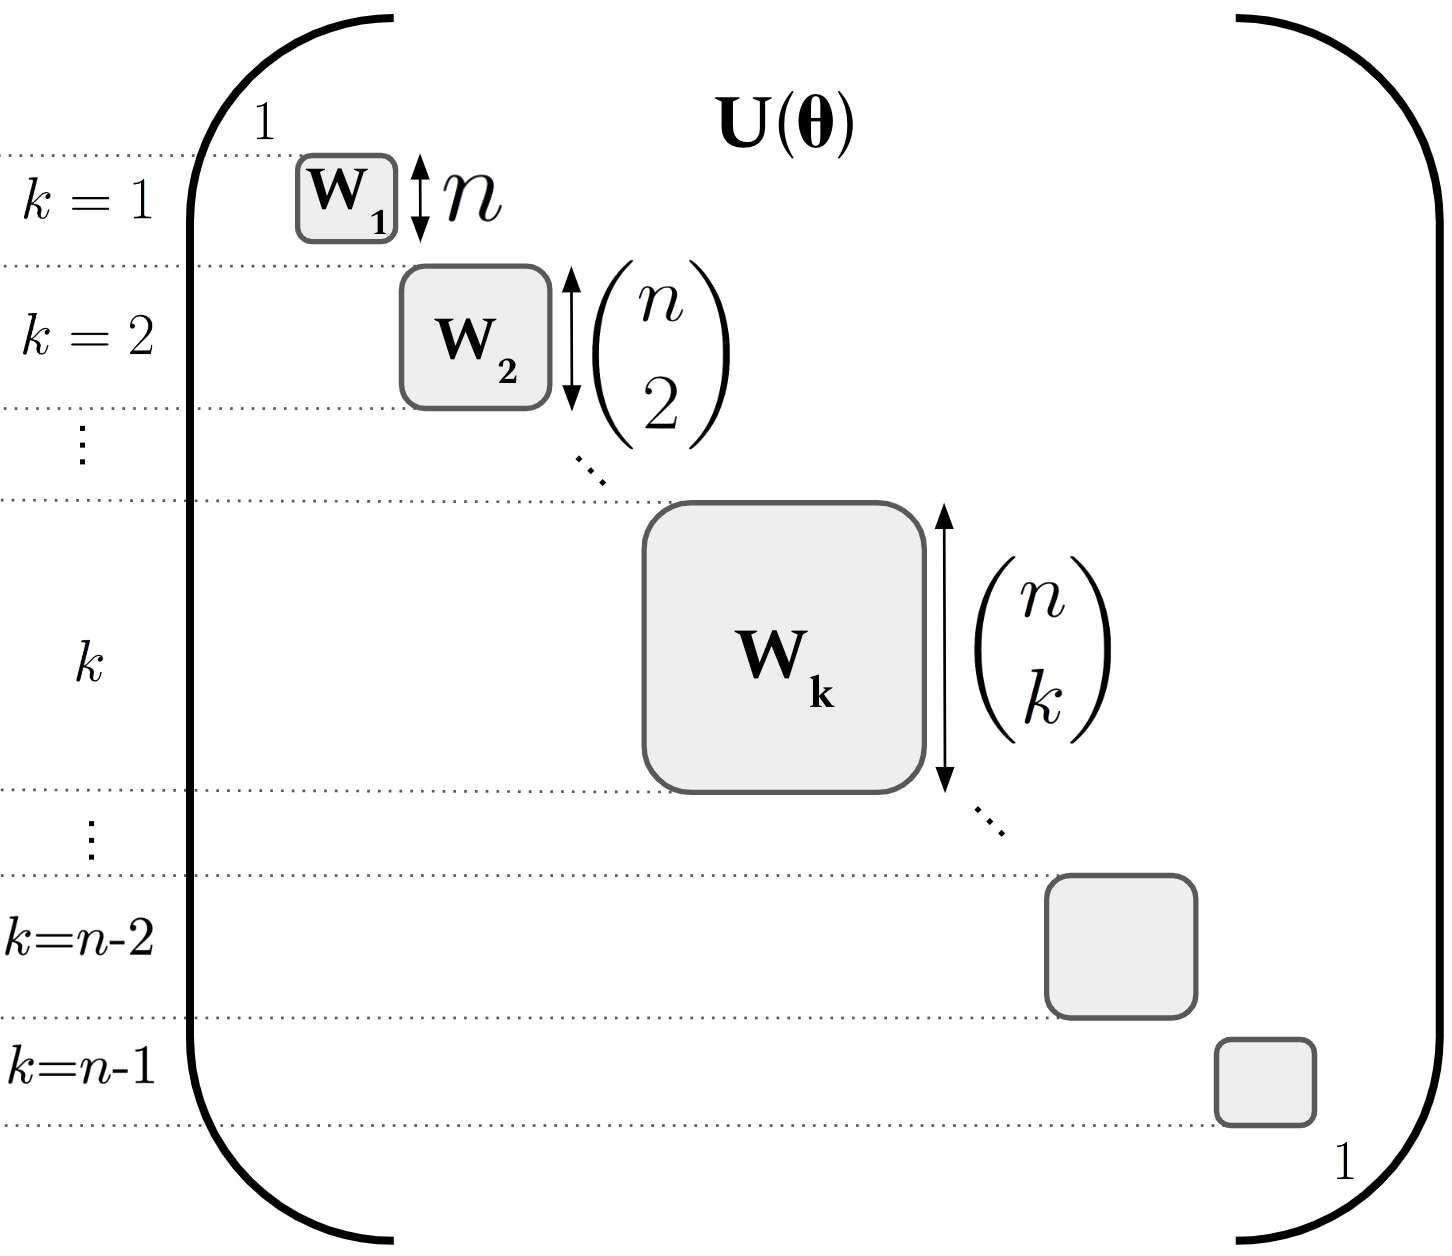 U(θ)
1
k = 1
W₁
n
k = 2
W₂
(n 2)
⋮
⋱
k
Wₖ
(n k)
⋮
⋱
k=n-2
k=n-1
1